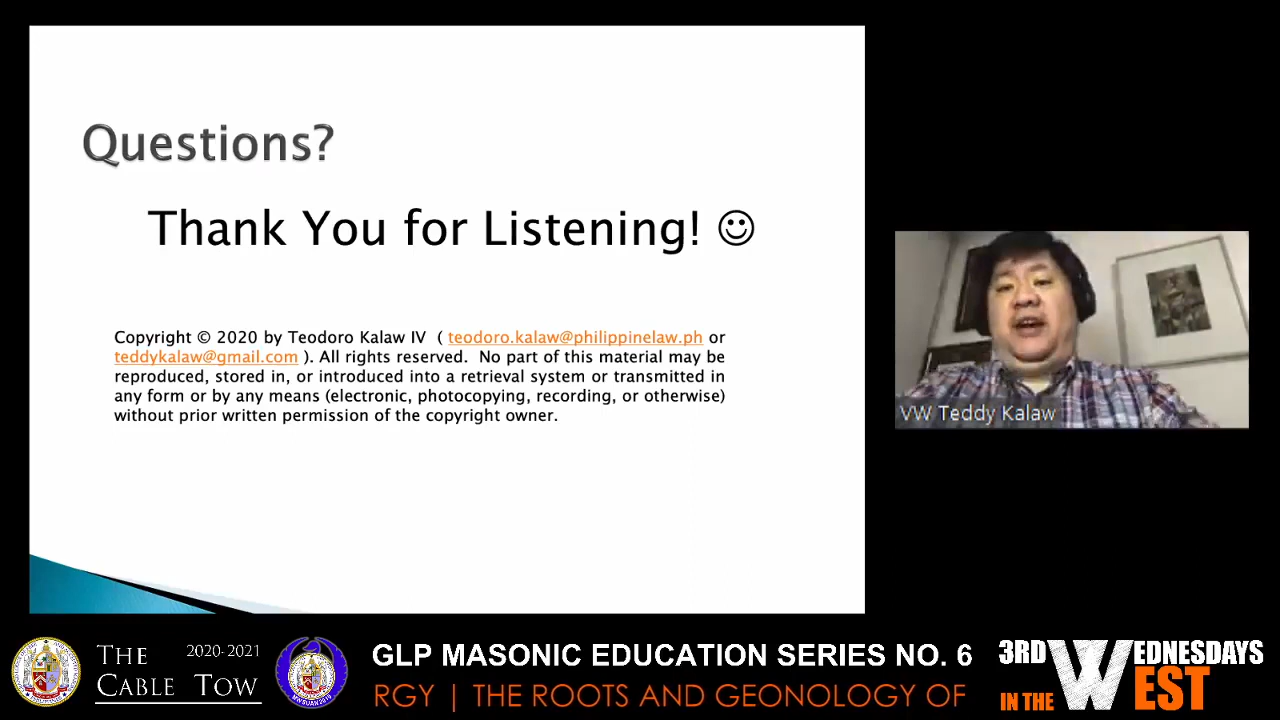 Questions?
Thank You for Listening! ☺
Copyright © 2020 by Teodoro Kalaw IV ( teodoro.kalaw@philippinelaw.ph or
teddykalaw@gmail.com ). All rights reserved. No part of this material may be
reproduced, stored in, or introduced into a retrieval system or transmitted in
any form or by any means (electronic, photocopying, recording, or otherwise)
without prior written permission of the copyright owner.
VW Teddy Kalaw
THE 2020-2021
CABLE TOW
GLP MASONIC EDUCATION SERIES NO. 6
RGY | THE ROOTS AND GEONOLOGY OF
3RD WEDNESDAYS
IN THE WEST